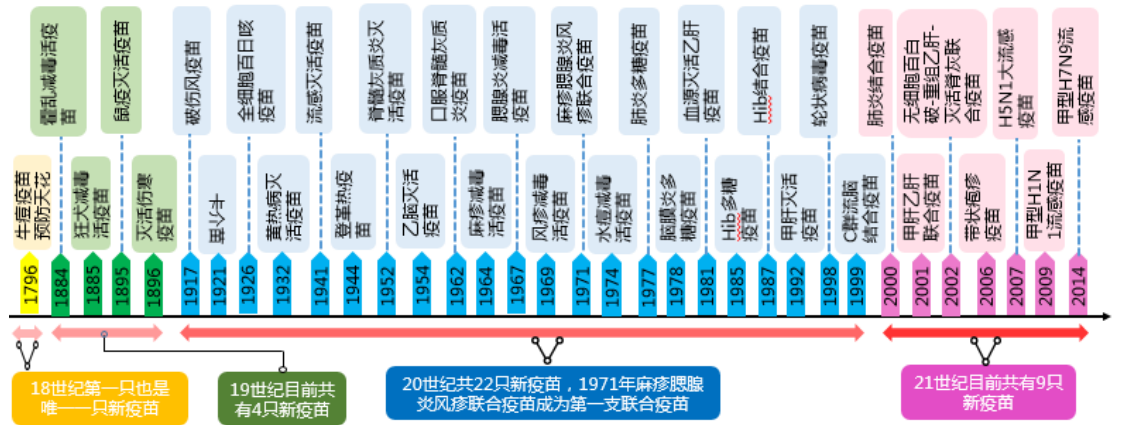 霍乱减毒活疫
苗
鼠疫灭活疫苗
破伤风疫苗
全细胞百日咳
疫苗
流感灭活疫苗
脊髓灰质炎灭
活疫苗
口服脊髓灰质
炎疫苗
腮腺炎减毒活
疫苗
麻疹腮腺炎风
疹联合疫苗
肺炎多糖疫苗
血源灭活乙肝
疫苗
Hib结合疫苗
轮状病毒疫苗
肺炎结合疫苗
无细胞百白
破-重组乙肝-
灭活脊灰联
合疫苗
H5N1大流感
疫苗
甲型H7N9流
感疫苗
牛痘疫苗
预防天花
狂犬减毒
活疫苗
灭活伤寒
疫苗
卡介苗
黄热病灭
活疫苗
登革热疫
苗
乙脑灭活
疫苗
麻疹减毒
活疫苗
风疹减毒
活疫苗
水痘减毒
活疫苗
脑膜炎多
糖疫苗
Hib多糖
疫苗
甲肝灭活
疫苗
C群流脑
结合疫苗
甲肝乙肝
联合疫苗
带状疱疹
疫苗
甲型H1N
1流感疫苗
1796
1884
1885
1895
1896
1917
1921
1926
1932
1941
1944
1952
1954
1962
1964
1967
1969
1971
1974
1977
1978
1981
1985
1987
1992
1998
1999
2000
2001
2002
2006
2007
2009
2014
18世纪第一只也是
唯一一只新疫苗
19世纪目前共
有4只新疫苗
20世纪共22只新疫苗，1971年麻疹腮腺
炎风疹联合疫苗成为第一支联合疫苗
21世纪目前共有9只
新疫苗